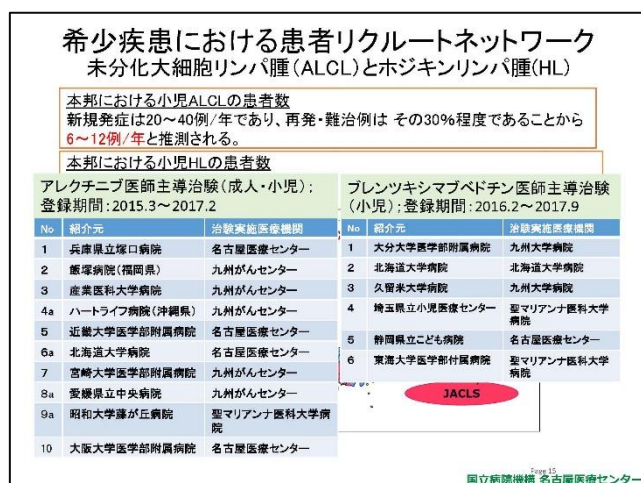 希少疾患における患者リクルートネットワーク
未分化大細胞リンパ腫(ALCL)とホジキンリンパ腫(HL)
本邦における小児ALCLの患者数
新規発症は20～40例/年であり、再発・難治例は その30%程度であることから
6～12例/年と推測される。
本邦における小児HLの患者数
アレクチニブ医師主導治験(成人・小児);
登録期間:2015.3～2017.2
No 紹介元 治験実施医療機関
1 兵庫県立塚口病院 名古屋医療センター
2 飯塚病院(福岡県) 九州がんセンター
3 産業医科大学病院 九州がんセンター
4a ハートライフ病院(沖縄県) 九州がんセンター
5 近畿大学医学部附属病院 名古屋医療センター
6a 北海道大学病院 名古屋医療センター
7 宮崎大学医学部附属病院 九州がんセンター
8a 愛媛県立中央病院 九州がんセンター
9a 昭和大学藤が丘病院 聖マリアンナ医科大学病
院
10 大阪大学医学部附属病院 名古屋医療センター
ブレンツキシマブベドチン医師主導治験
(小児);登録期間:2016.2～2017.9
No 紹介元 治験実施医療機関
1 大分大学医学部附属病院 九州大学病院
2 北海道大学病院 北海道大学病院
3 久留米大学病院 九州大学病院
4 埼玉県立小児医療センター 聖マリアンナ医科大学
病院
5 静岡県立こども病院 名古屋医療センター
6 東海大学医学部付属病院 聖マリアンナ医科大学
病院
JACLS
Page 15
国立病院機構 名古屋医療センター